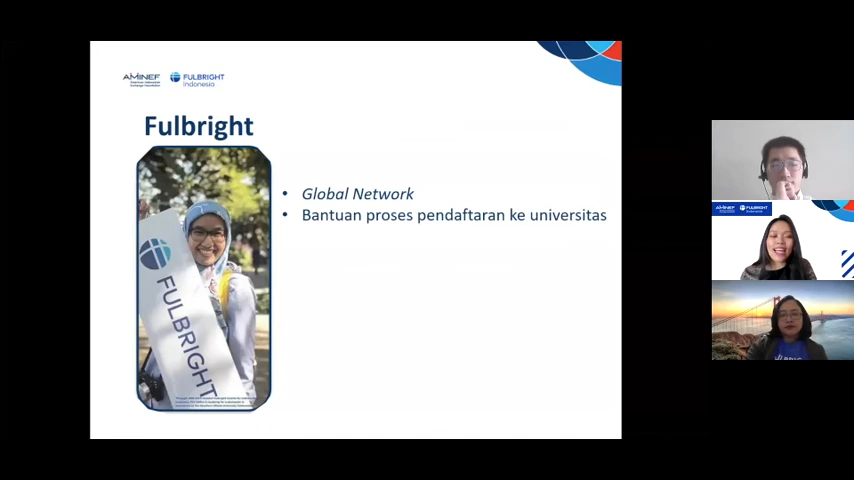 AMINEF
FULBRIGHT
Indonesia
Fulbright
Global Network
Bantuan proses pendaftaran ke universitas
FULBRIGHT
AMINEF
FULBRIGHT